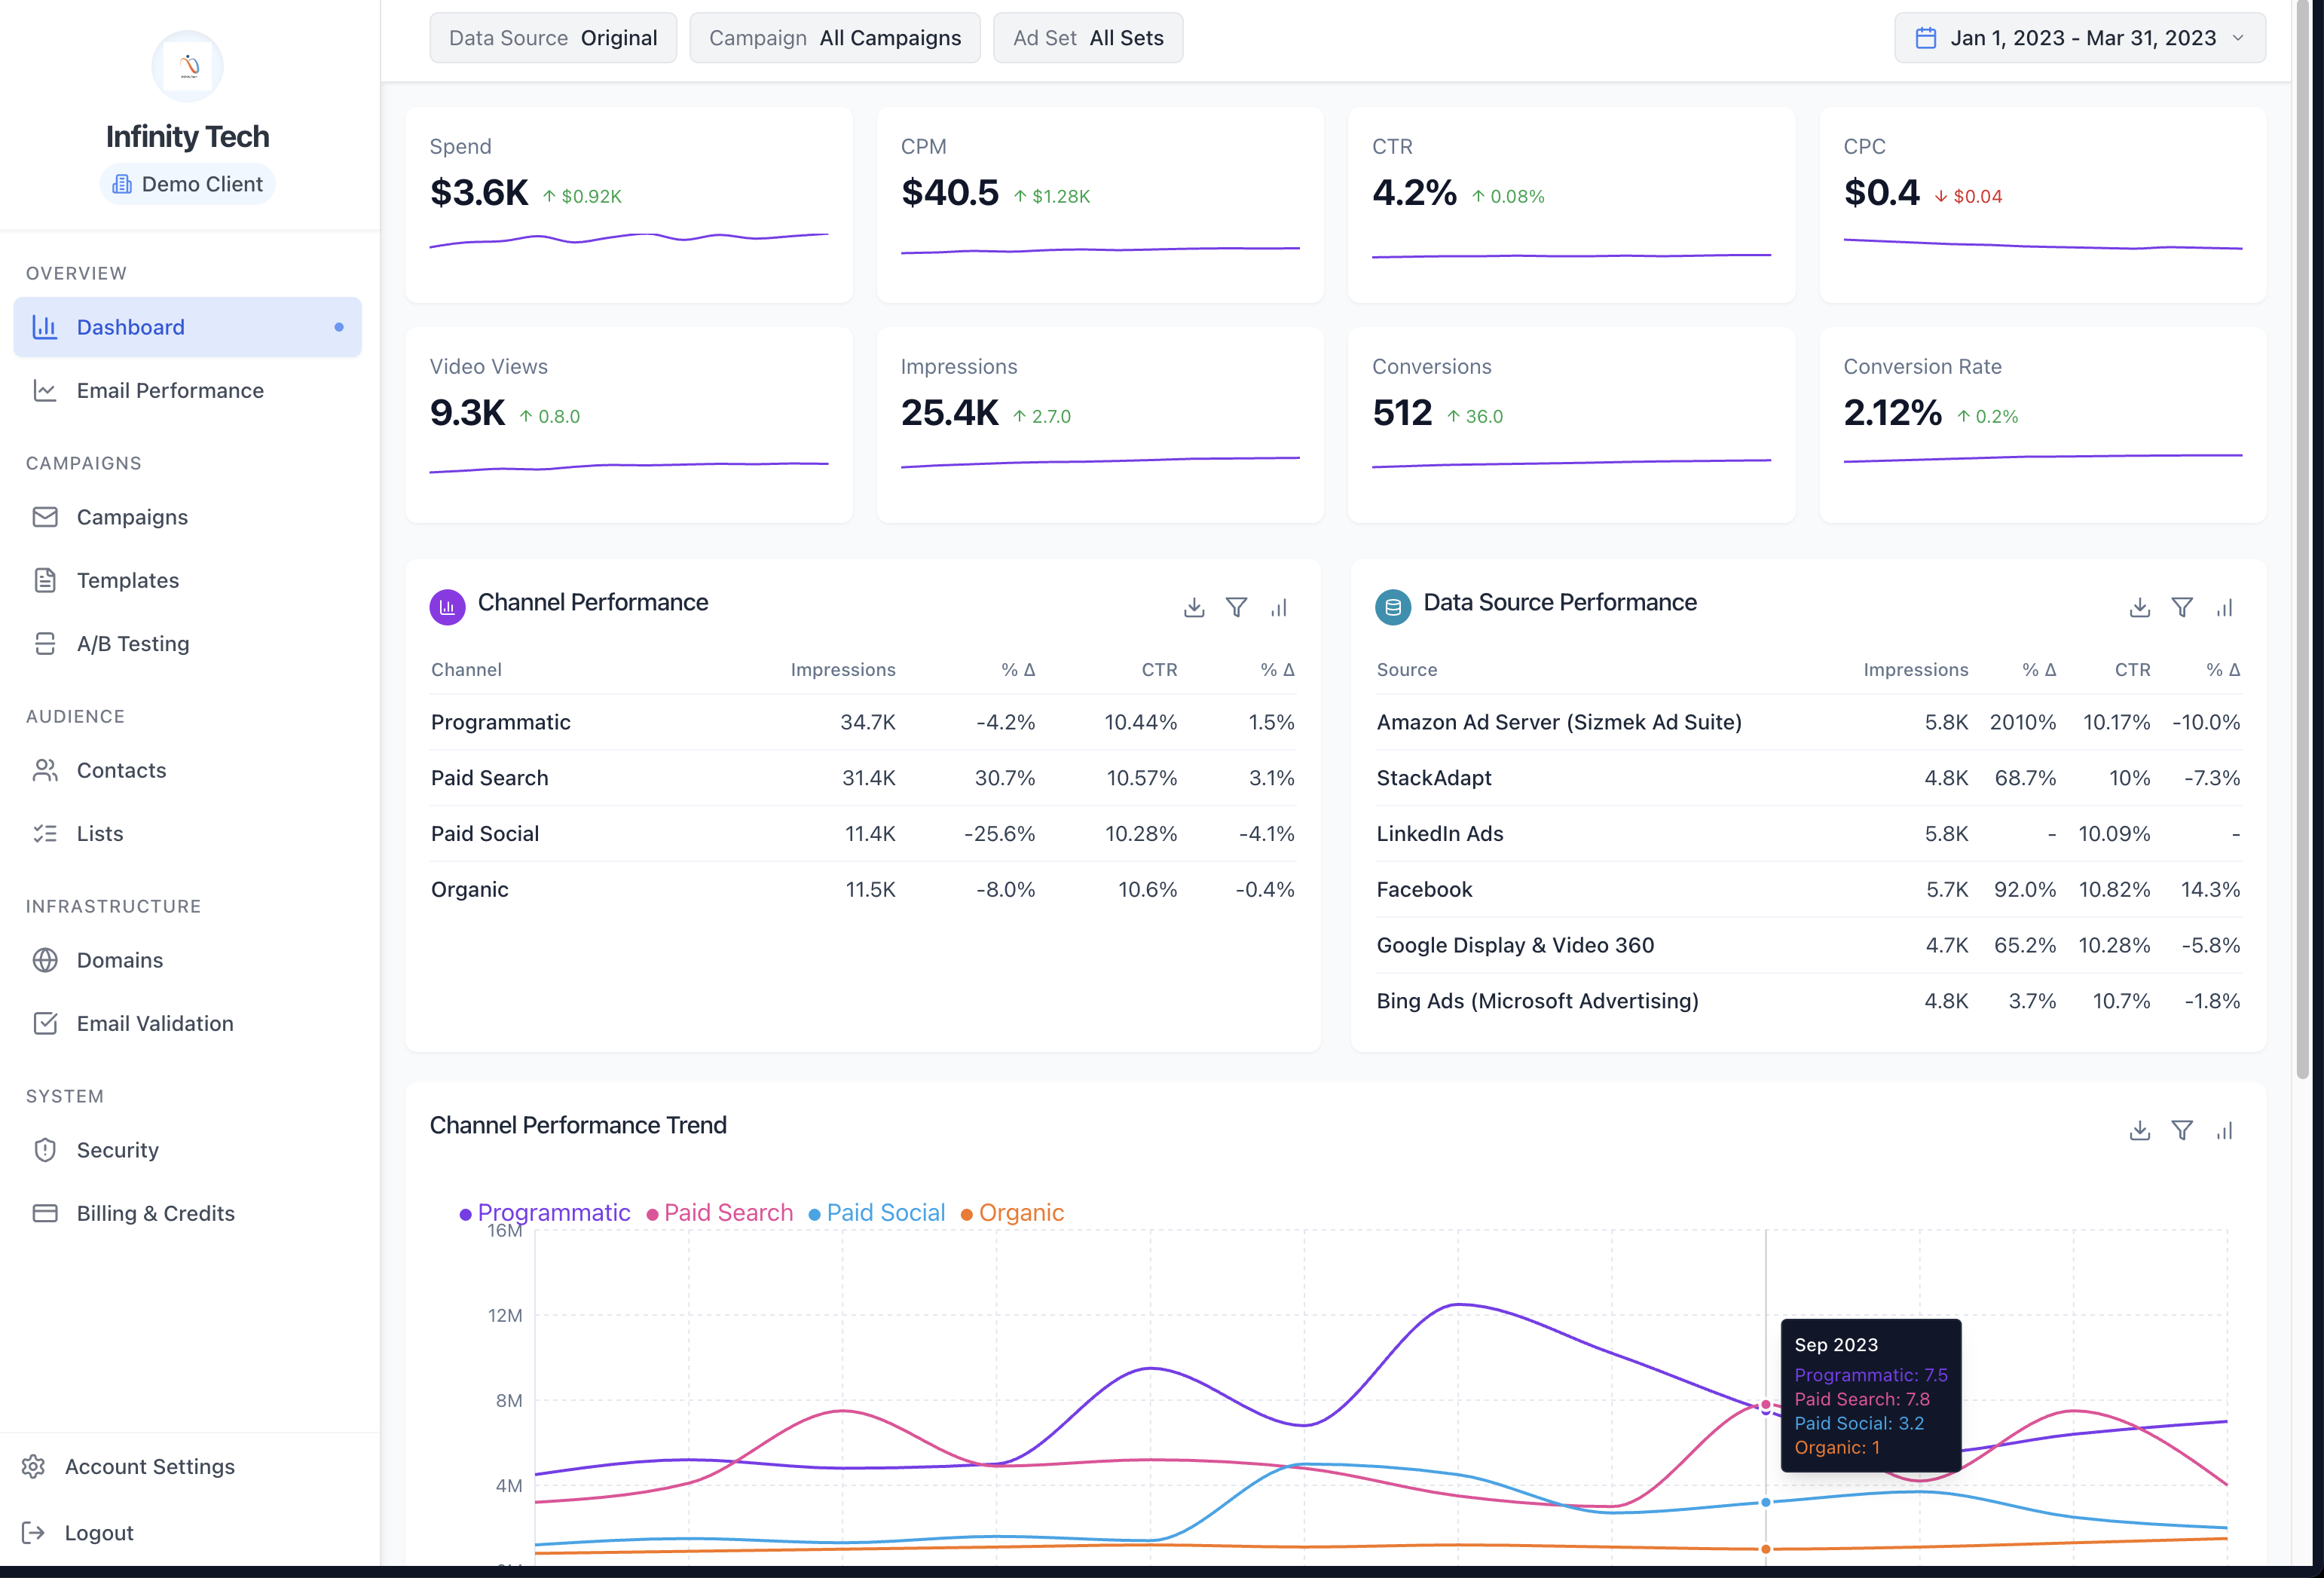 Infinity Tech
Demo Client
OVERVIEW
Dashboard
Email Performance
CAMPAIGNS
Campaigns
Templates
A/B Testing
AUDIENCE
Contacts
Lists
INFRASTRUCTURE
Domains
Email Validation
SYSTEM
Security
Billing & Credits
Account Settings
Logout
Data Source Original
Campaign All Campaigns
Ad Set All Sets
Jan 1, 2023 - Mar 31, 2023
Spend
$3.6K ↑ $0.92K
CPM
$40.5 ↑ $1.28K
CTR
4.2% ↑ 0.08%
CPC
$0.4 ↓ $0.04
Video Views
9.3K ↑ 0.8.0
Impressions
25.4K ↑ 2.7.0
Conversions
512 ↑ 36.0
Conversion Rate
2.12% ↑ 0.2%
Channel Performance
Channel Impressions % Δ CTR % Δ
Programmatic 34.7K -4.2% 10.44% 1.5%
Paid Search 31.4K 30.7% 10.57% 3.1%
Paid Social 11.4K -25.6% 10.28% -4.1%
Organic 11.5K -8.0% 10.6% -0.4%
Data Source Performance
Source Impressions % Δ CTR % Δ
Amazon Ad Server (Sizmek Ad Suite) 5.8K 2010% 10.17% -10.0%
StackAdapt 4.8K 68.7% 10% -7.3%
LinkedIn Ads 5.8K - 10.09% -
Facebook 5.7K 92.0% 10.82% 14.3%
Google Display & Video 360 4.7K 65.2% 10.28% -5.8%
Bing Ads (Microsoft Advertising) 4.8K 3.7% 10.7% -1.8%
Channel Performance Trend
Programmatic Paid Search Paid Social Organic
16M
12M
8M
4M
Sep 2023
Programmatic: 7.5
Paid Search: 7.8
Paid Social: 3.2
Organic: 1